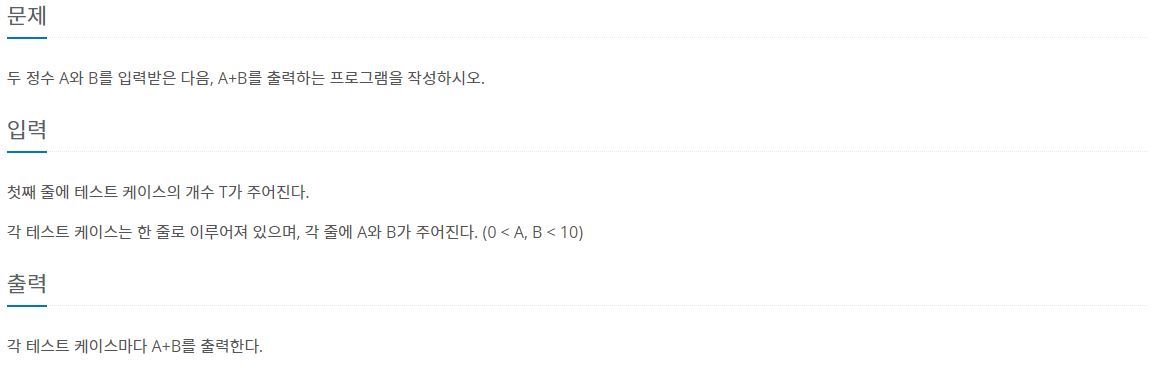 문제
두 정수 A와 B를 입력받은 다음, A+B를 출력하는 프로그램을 작성하시오.
입력
첫째 줄에 테스트 케이스의 개수 T가 주어진다.
각 테스트 케이스는 한 줄로 이루어져 있으며, 각 줄에 A와 B가 주어진다. (0 < A, B < 10)
출력
각 테스트 케이스마다 A+B를 출력한다.